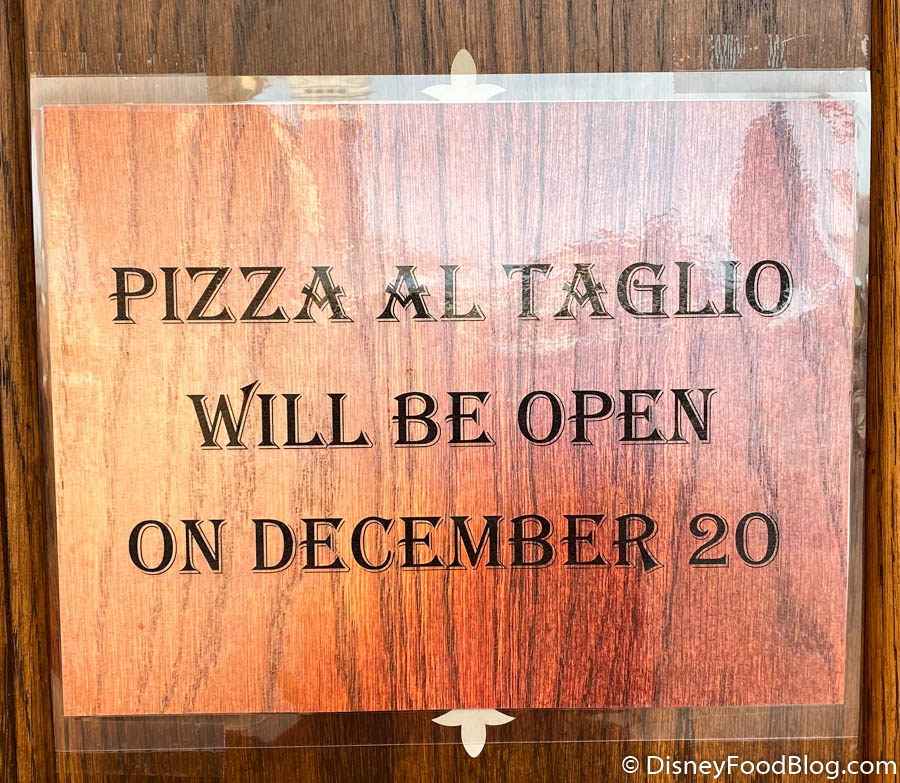 PIZZA AL TAGLIO
WILL BE OPEN
ON DECEMBER 20
© DisneyFoodBlog.com